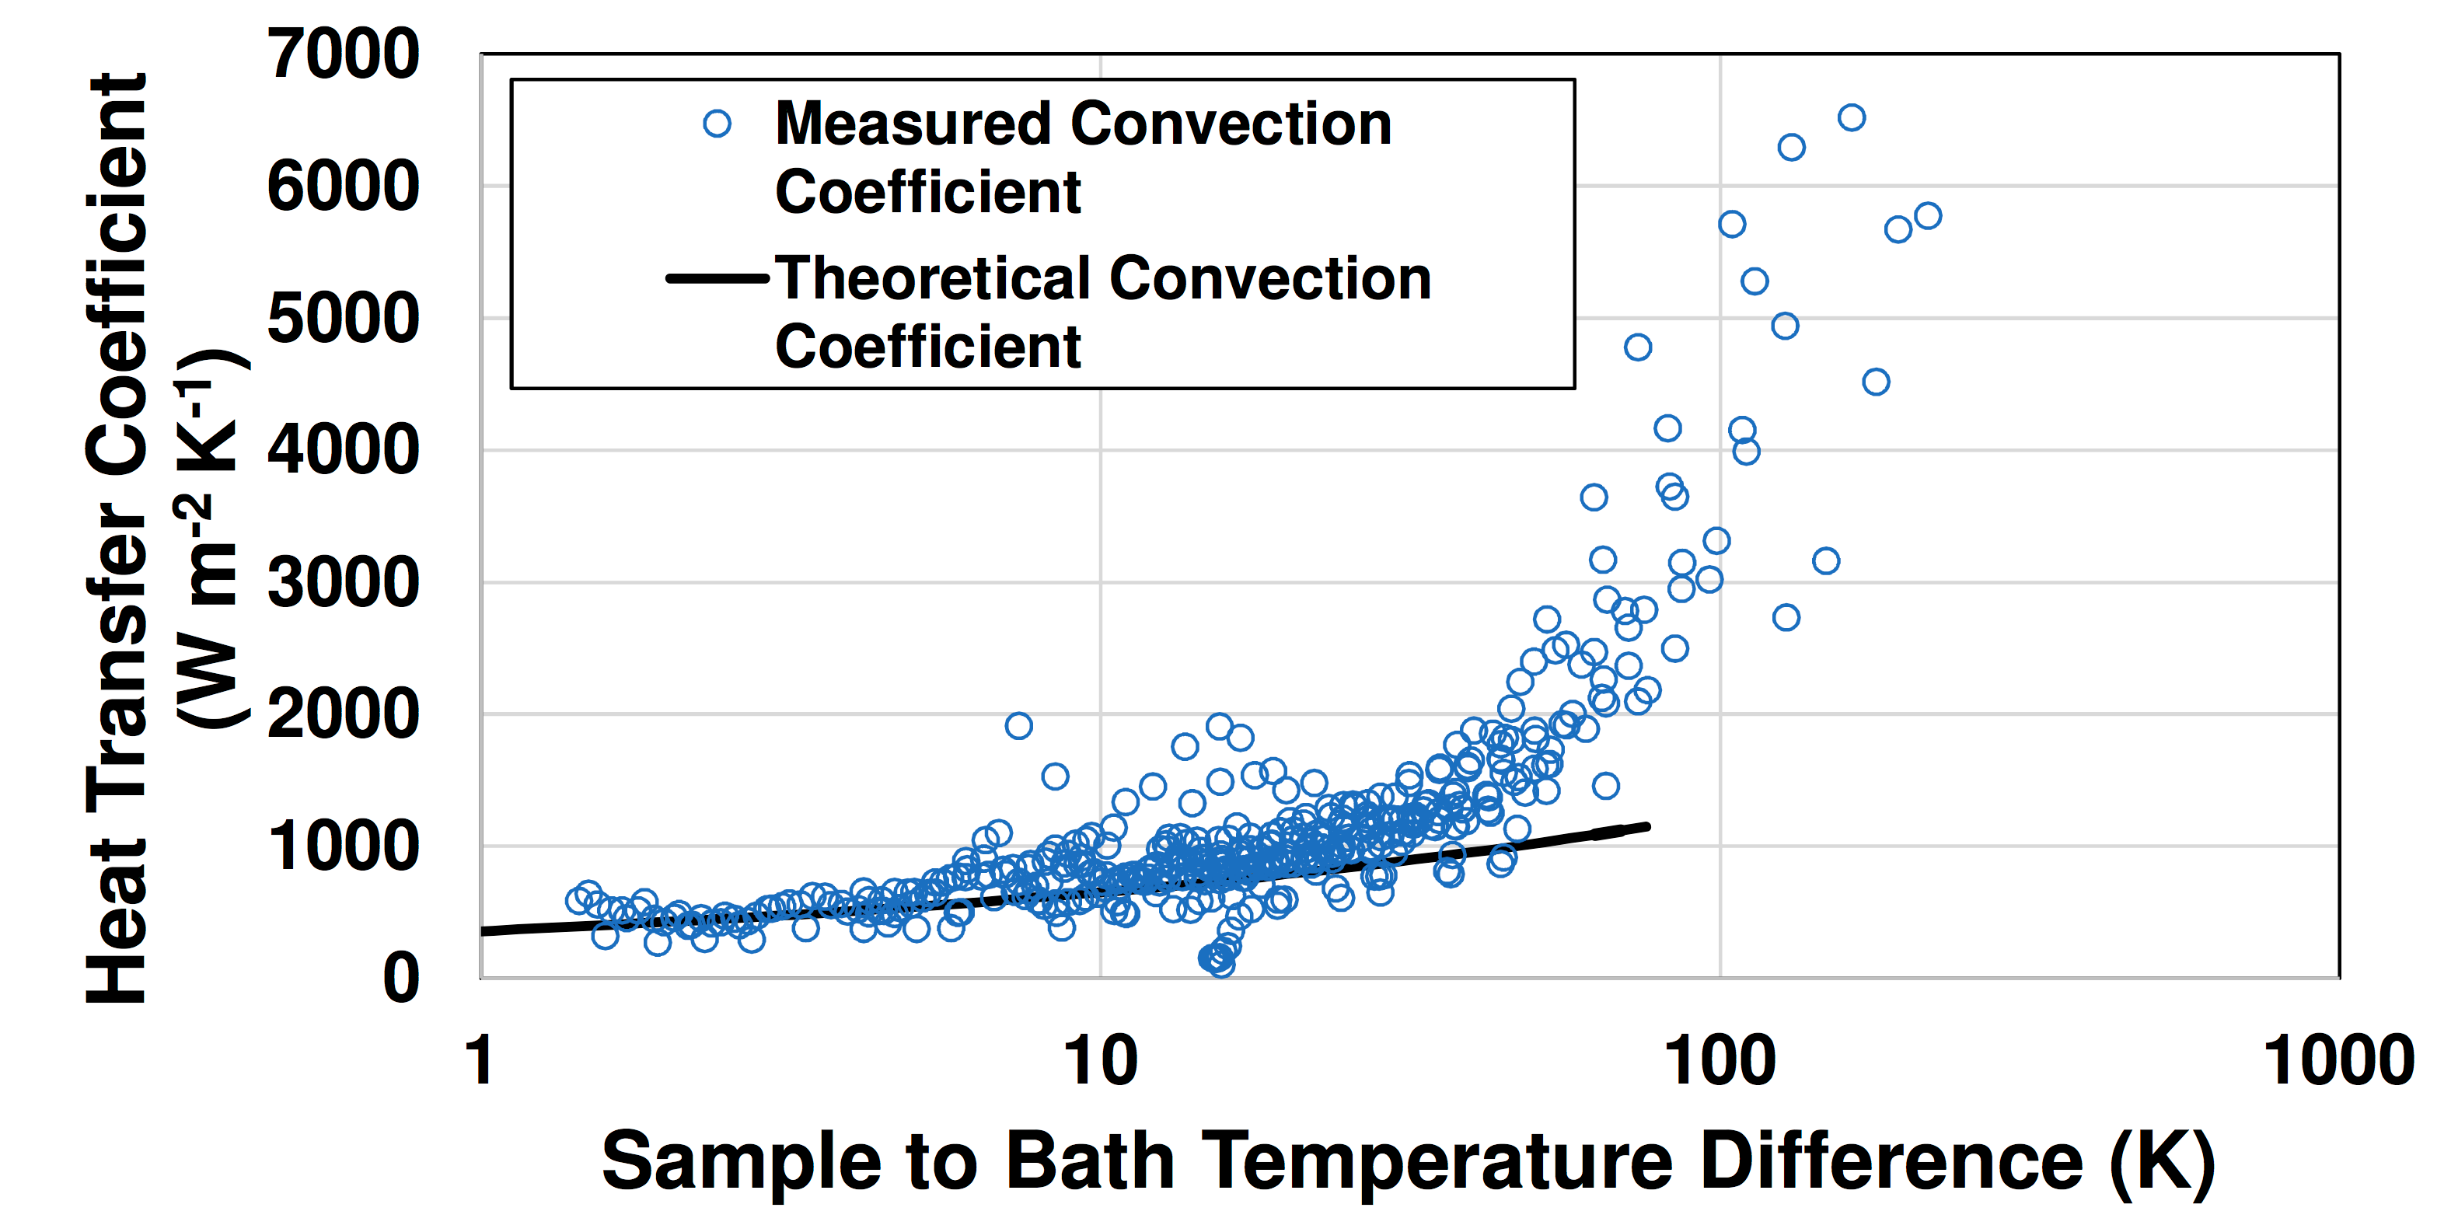 7000
6000
5000
4000
3000
2000
1000
0
Heat Transfer Coefficient
(W m-2 K-1)
Measured Convection
Coefficient
Theoretical Convection
Coefficient
1 10 100 1000
Sample to Bath Temperature Difference (K)